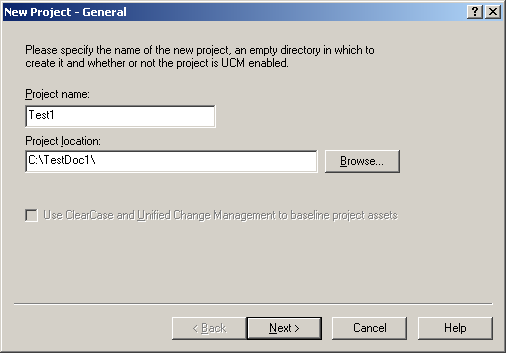 New Project - General
Please specify the name of the new project, an empty directory in which to
create it and whether or not the project is UCM enabled.
Project name:
Test1
Project location:
C:\TestDoc1\
Browse...
Use ClearCase and Unified Change Management to baseline project assets
< Back
Next >
Cancel
Help